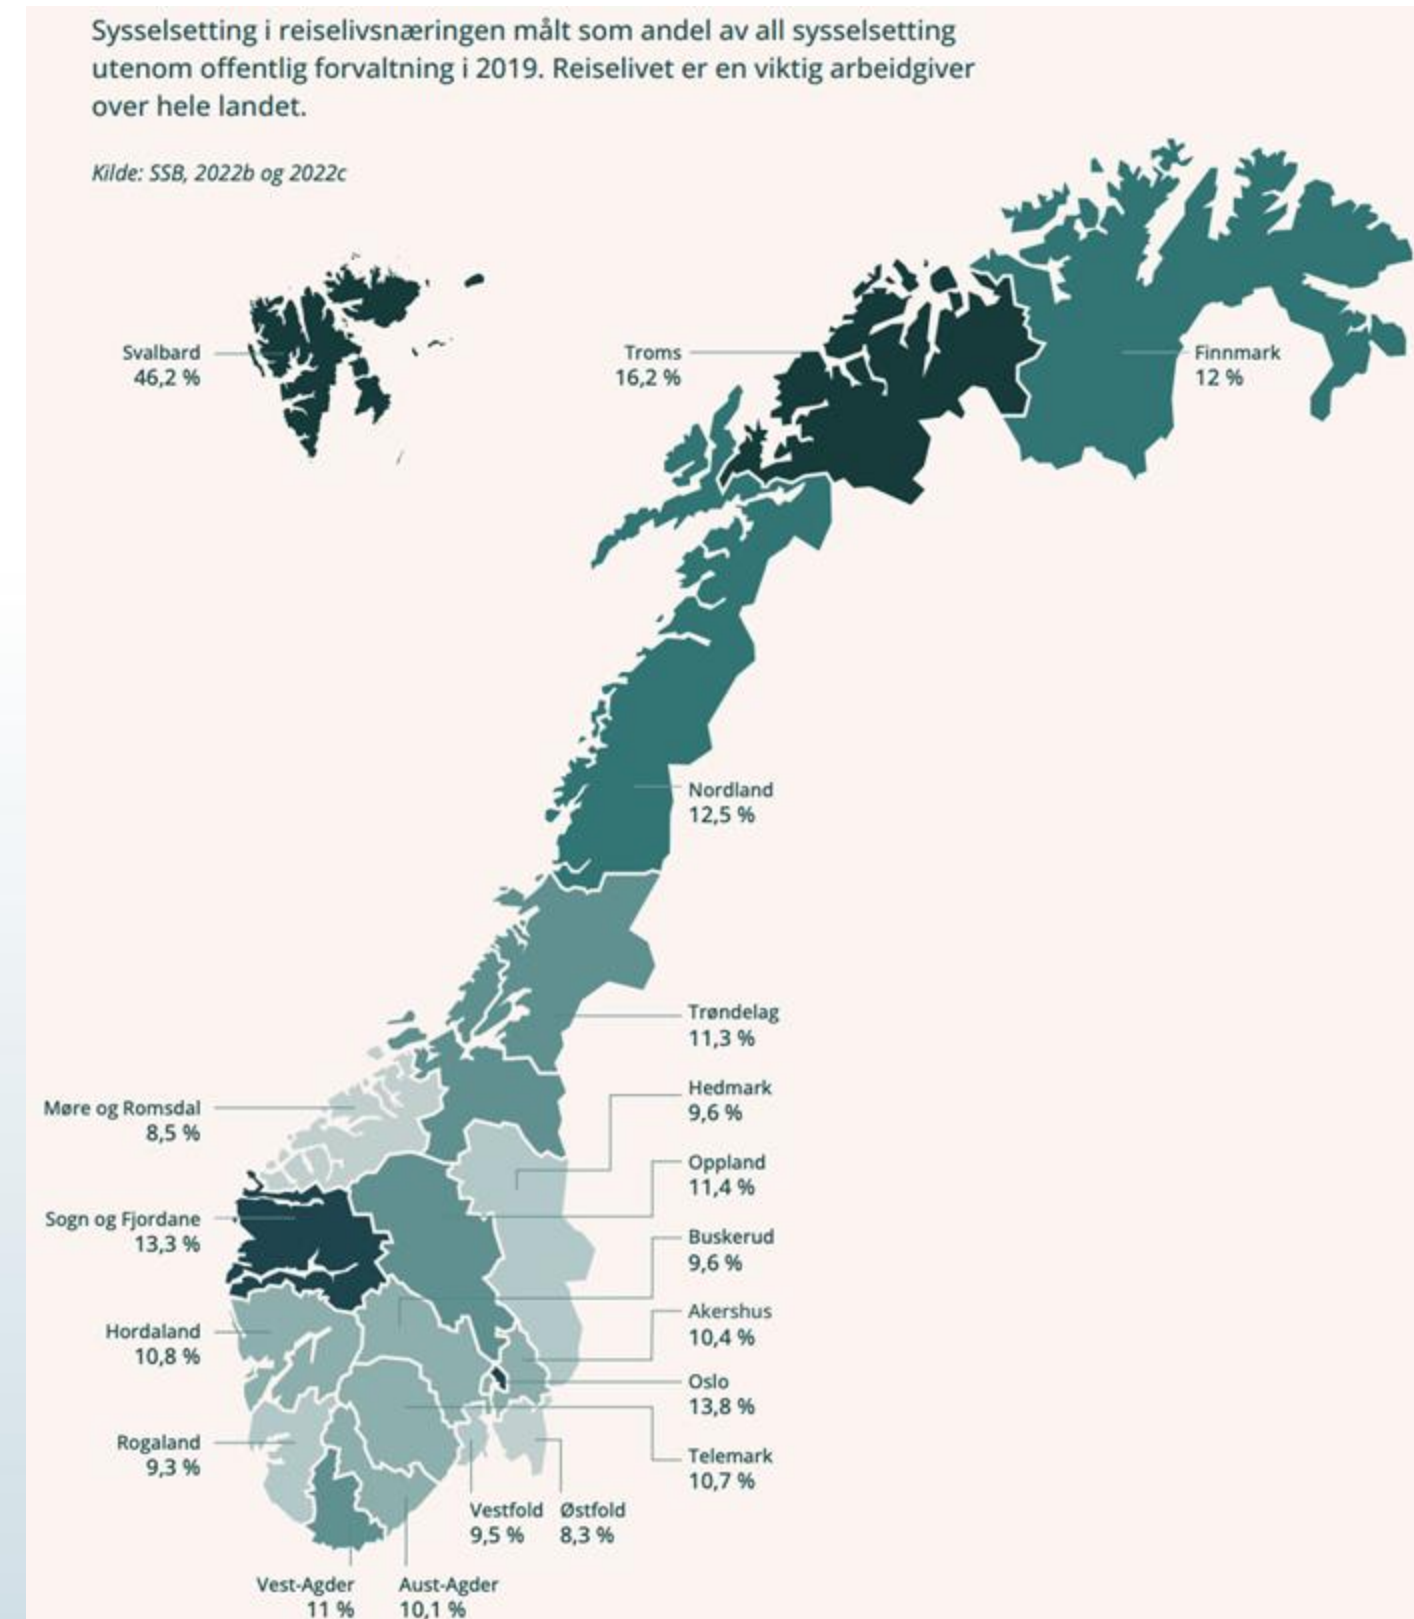 Sysselsetting i reiselivsnæringen målt som andel av all sysselsetting
utenom offentlig forvaltning i 2019. Reiselivet er en viktig arbeidgiver
over hele landet.
Kilde: SSB, 2022b og 2022c
Svalbard
46,2 %
Troms
16,2 %
Finnmark
12 %
Nordland
12,5 %
Trøndelag
11,3 %
Hedmark
9,6 %
Møre og Romsdal
8,5 %
Oppland
11,4 %
Sogn og Fjordane
13,3 %
Buskerud
9,6 %
Akershus
10,4 %
Hordaland
10,8 %
Oslo
13,8 %
Rogaland
9,3 %
Telemark
10,7 %
Vestfold
9,5 %
Østfold
8,3 %
Vest-Agder
11 %
Aust-Agder
10,1 %